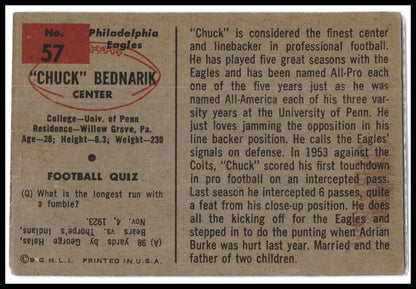 No.
57
Philadelphia
Eagles
"CHUCK" BEDNARIK
CENTER
College—Univ. of Penn
Residence—Willow Grove, Pa.
Age—28; Height—6.3; Weight—230
FOOTBALL QUIZ
(Q) What is the longest run with
a fumble?
(A) 98 yards by George Halas,
Bears vs. Thorpe's Indians,
Nov. 4, 1923.
©B.G.H.L.I. PRINTED IN U.S.A.
"Chuck" is considered the finest center
and linebacker in professional football.
He has played five great seasons with the
Eagles and has been named All-Pro each
one of the five years just as he was
named All-America each of his three var-
sity years at the University of Penn. He
just loves jamming the opposition in his
line backer position. He calls the Eagles'
signals on defense. In 1953 against the
Colts, "Chuck" scored his first touchdown
in pro football on an intercepted pass.
Last season he intercepted 6 passes, quite
a feat from his close-up position. He does
all the kicking off for the Eagles and
stepped in to do the punting when Adrian
Burke was hurt last year. Married and the
father of two children.